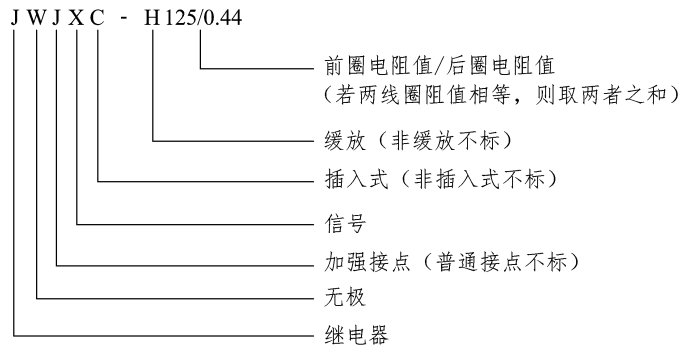 JWJXC - H125/0.44
前圈电阻值/后圈电阻值
（若两线圈阻值相等，则取两者之和）
缓放（非缓放不标）
插入式（非插入式不标）
信号
加强接点（普通接点不标）
无极
继电器